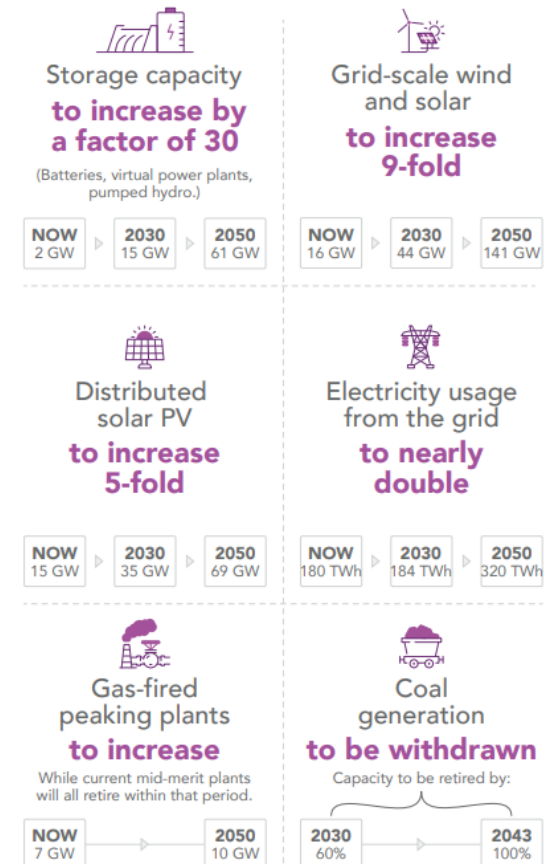 Storage capacity
to increase by
a factor of 30
(Batteries, virtual power plants,
pumped hydro.)
NOW
2 GW
2030
15 GW
2050
61 GW
Grid-scale wind
and solar
to increase
9-fold
NOW
16 GW
2030
44 GW
2050
141 GW
Distributed
solar PV
to increase
5-fold
NOW
15 GW
2030
35 GW
2050
69 GW
Electricity usage
from the grid
to nearly
double
NOW
180 TWh
2030
184 TWh
2050
320 TWh
Gas-fired
peaking plants
to increase
While current mid-merit plants
will all retire within that period.
NOW
7 GW
2050
10 GW
Coal
generation
to be withdrawn
Capacity to be retired by:
2030
60%
2043
100%